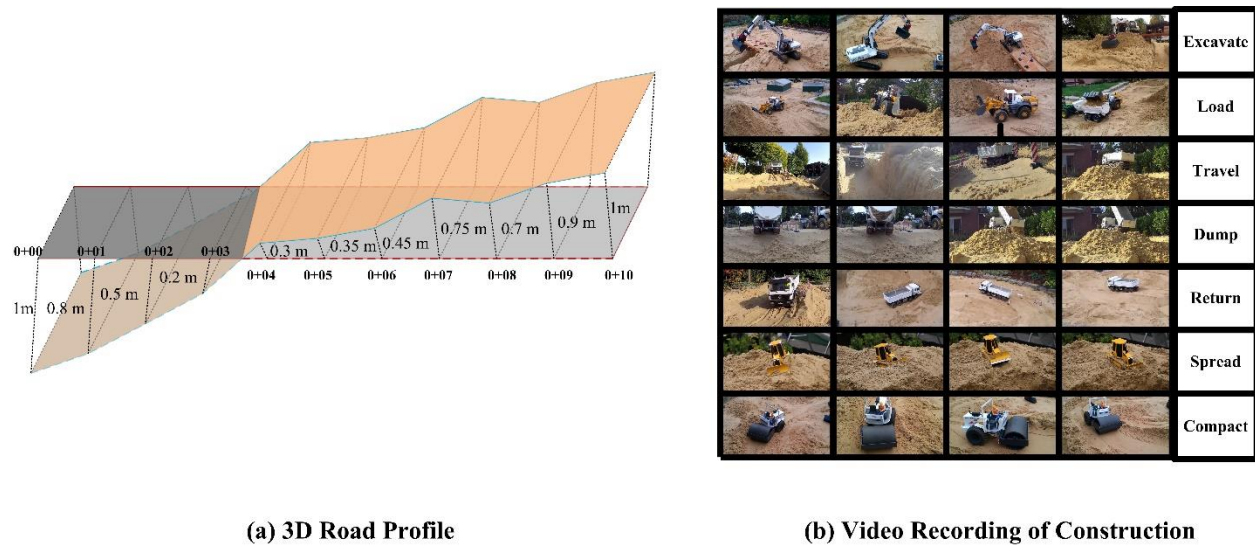 0+00
0+01
0+02
0+03
0+04
0+05
0+06
0+07
0+08
0+09
0+10
1m
0.8 m
0.5 m
0.2 m
0.3 m
0.35 m
0.45 m
0.75 m
0.7 m
0.9 m
1m
(a) 3D Road Profile
Excavate
Load
Travel
Dump
Return
Spread
Compact
(b) Video Recording of Construction